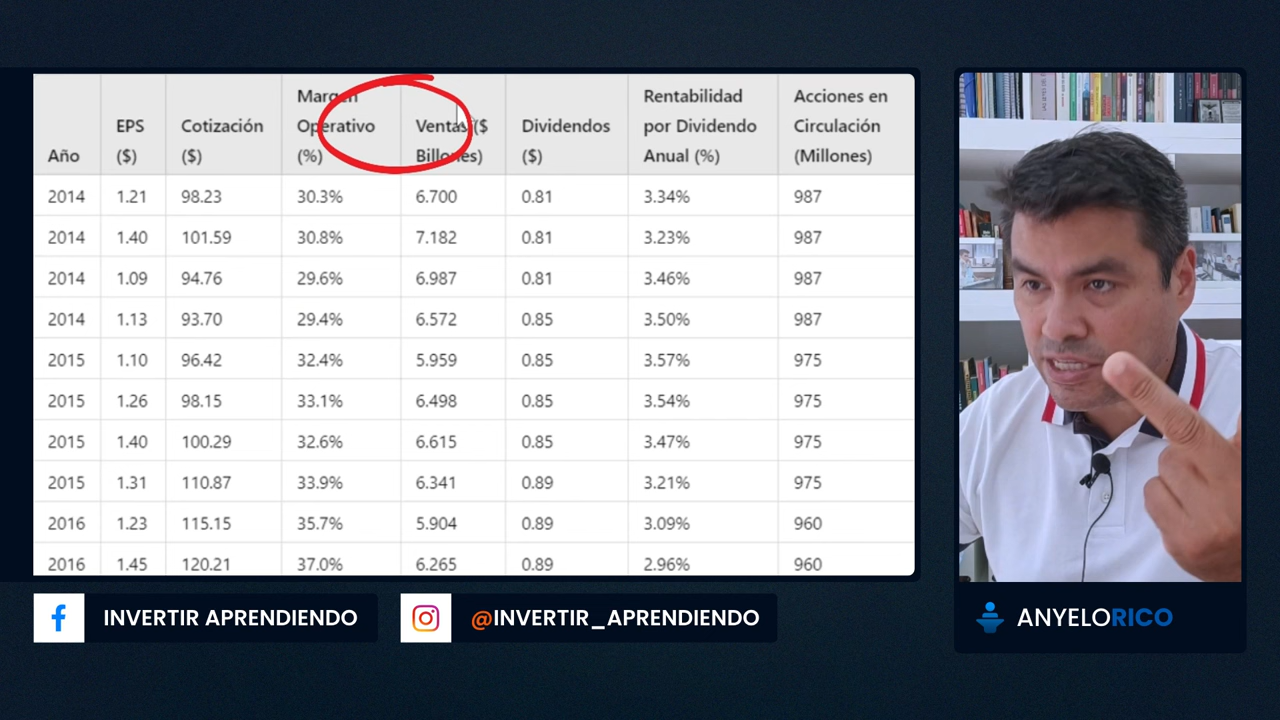 Año EPS ($) Cotización ($) Margen Operativo (%) Ventas ($ Billones) Dividendos ($) Rentabilidad por Dividendo Anual (%) Acciones en Circulación (Millones)
2014 1.21 98.23 30.3% 6.700 0.81 3.34% 987
2014 1.40 101.59 30.8% 7.182 0.81 3.23% 987
2014 1.09 94.76 29.6% 6.987 0.81 3.46% 987
2014 1.13 93.70 29.4% 6.572 0.85 3.50% 987
2015 1.10 96.42 32.4% 5.959 0.85 3.57% 975
2015 1.26 98.15 33.1% 6.498 0.85 3.54% 975
2015 1.40 100.29 32.6% 6.615 0.85 3.47% 975
2015 1.31 110.87 33.9% 6.341 0.89 3.21% 975
2016 1.23 115.15 35.7% 5.904 0.89 3.09% 960
2016 1.45 120.21 37.0% 6.265 0.89 2.96% 960
INVERTIR APRENDIENDO
@INVERTIR_APRENDIENDO
ANYELORICO